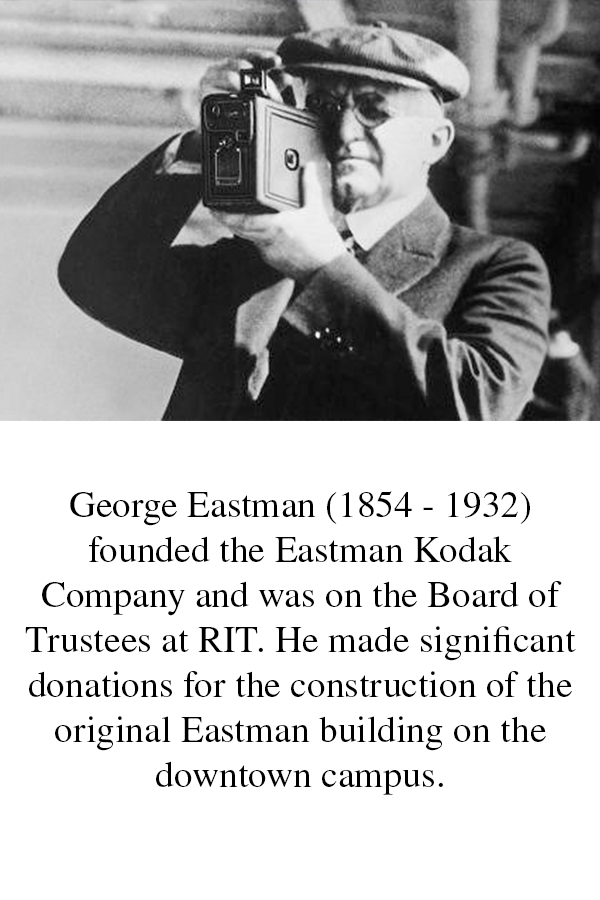 George Eastman (1854 - 1932)
founded the Eastman Kodak
Company and was on the Board of
Trustees at RIT. He made significant
donations for the construction of the
original Eastman building on the
downtown campus.